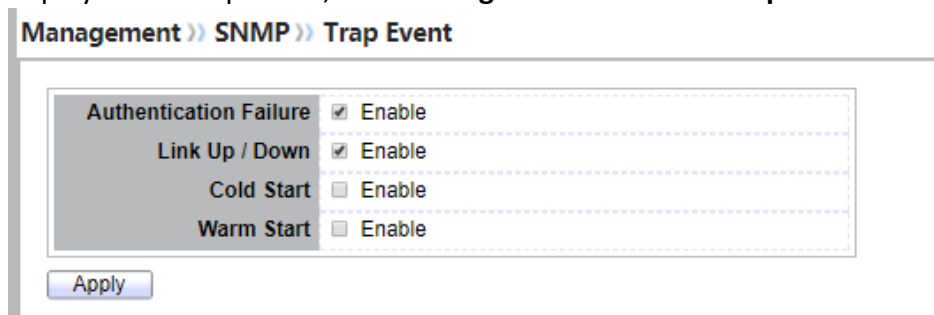 Management》SNMP》Trap Event
Authentication Failure Enable
Link Up / Down Enable
Cold Start Enable
Warm Start Enable
Apply